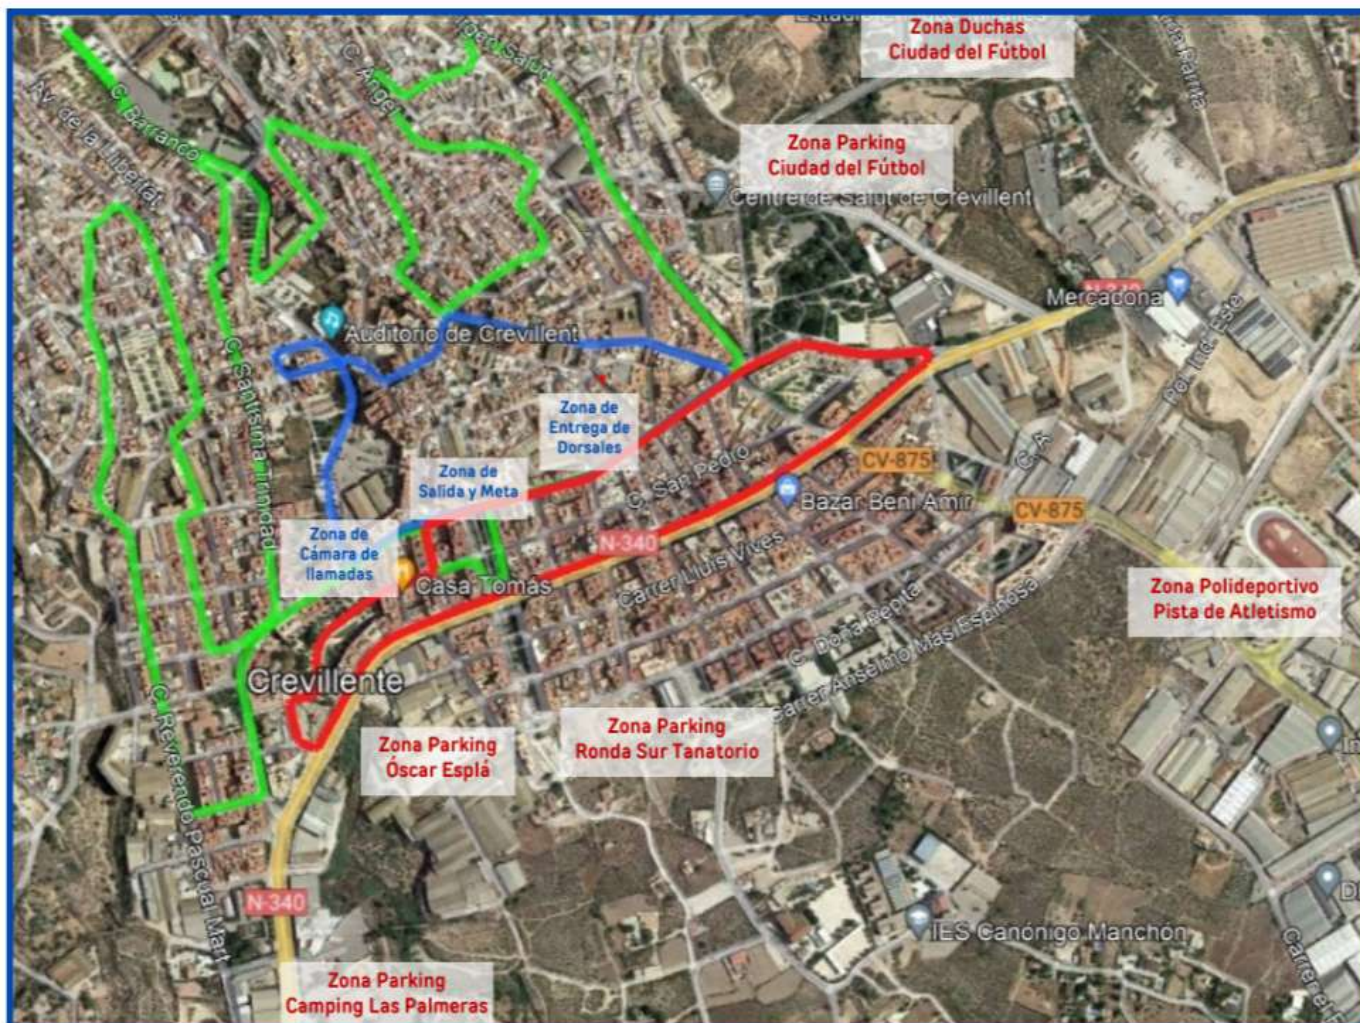 Zona Duchas
Ciudad del Fútbol
C. Angel
C. Barranco
Av. de la Llibertat
Zona Parking
Ciudad del Fútbol
Centre de Salut de Crevillent
N-340
Mercadona
Pol. Ind. Este
Auditorio de Crevillent
C. Santísima Trinidad
Zona de
Entrega de
Dorsales
Zona de
Salida y Meta
C. San Pedro
CV-875
C. A
Bazar Beni Amir
CV-875
Zona de
Cámara de
llamadas
N-340
Casa Tomás
Carrer Lluís Vives
Zona Polideportivo
Pista de Atletismo
C. Doña Pepita
Carrer Anselmo Mas Espinosa
Crevillente
C. Reverendo Pascual Mart
Zona Parking
Óscar Esplá
Zona Parking
Ronda Sur Tanatorio
In
D
N-340
IES Canónigo Manchón
Zona Parking
Camping Las Palmeras